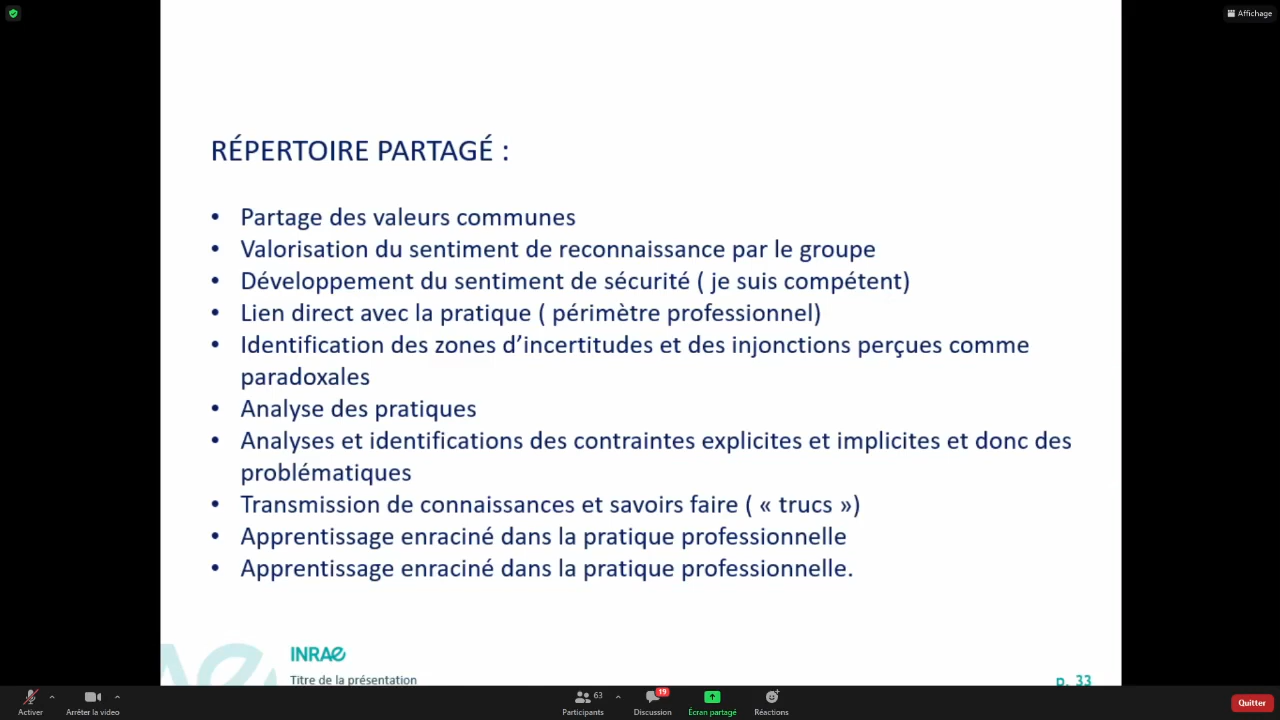 Affichage
RÉPERTOIRE PARTAGÉ :
• Partage des valeurs communes
• Valorisation du sentiment de reconnaissance par le groupe
• Développement du sentiment de sécurité ( je suis compétent)
• Lien direct avec la pratique ( périmètre professionnel)
• Identification des zones d’incertitudes et des injonctions perçues comme
paradoxales
• Analyse des pratiques
• Analyses et identifications des contraintes explicites et implicites et donc des
problématiques
• Transmission de connaissances et savoirs faire ( « trucs »)
• Apprentissage enraciné dans la pratique professionnelle
• Apprentissage enraciné dans la pratique professionnelle.
INRAE
Titre de la présentation
p. 33
63
19
Activer
Arrêter la video
Participants
Discussion
Écran partagé
Réactions
Quitter